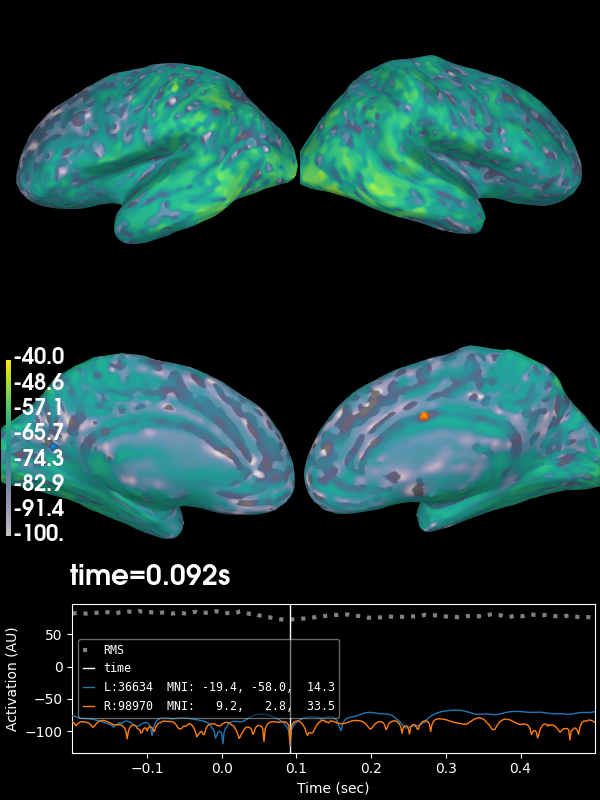 -40.0
-48.6
-57.1
-65.7
-74.3
-82.9
-91.4
-100.
time=0.092s
Activation (AU)
50
0
−50
−100
RMS
time
L:36634 MNI: -19.4, -58.0, 14.3
R:98970 MNI: 9.2, 2.8, 33.5
−0.1 0.0 0.1 0.2 0.3 0.4
Time (sec)